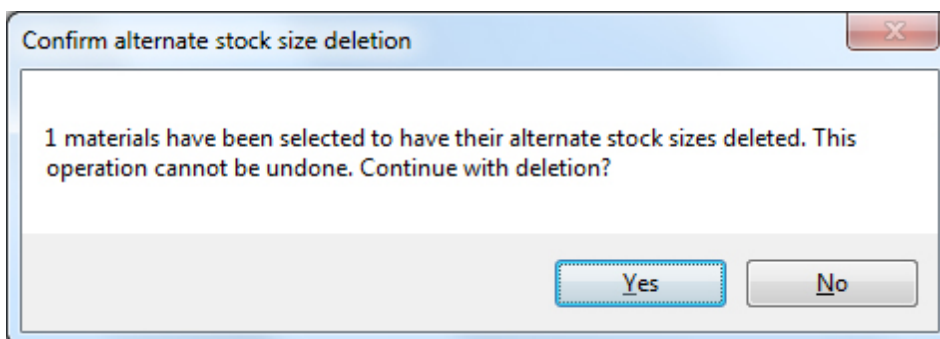 Confirm alternate stock size deletion
1 materials have been selected to have their alternate stock sizes deleted. This
operation cannot be undone. Continue with deletion?
Yes
No